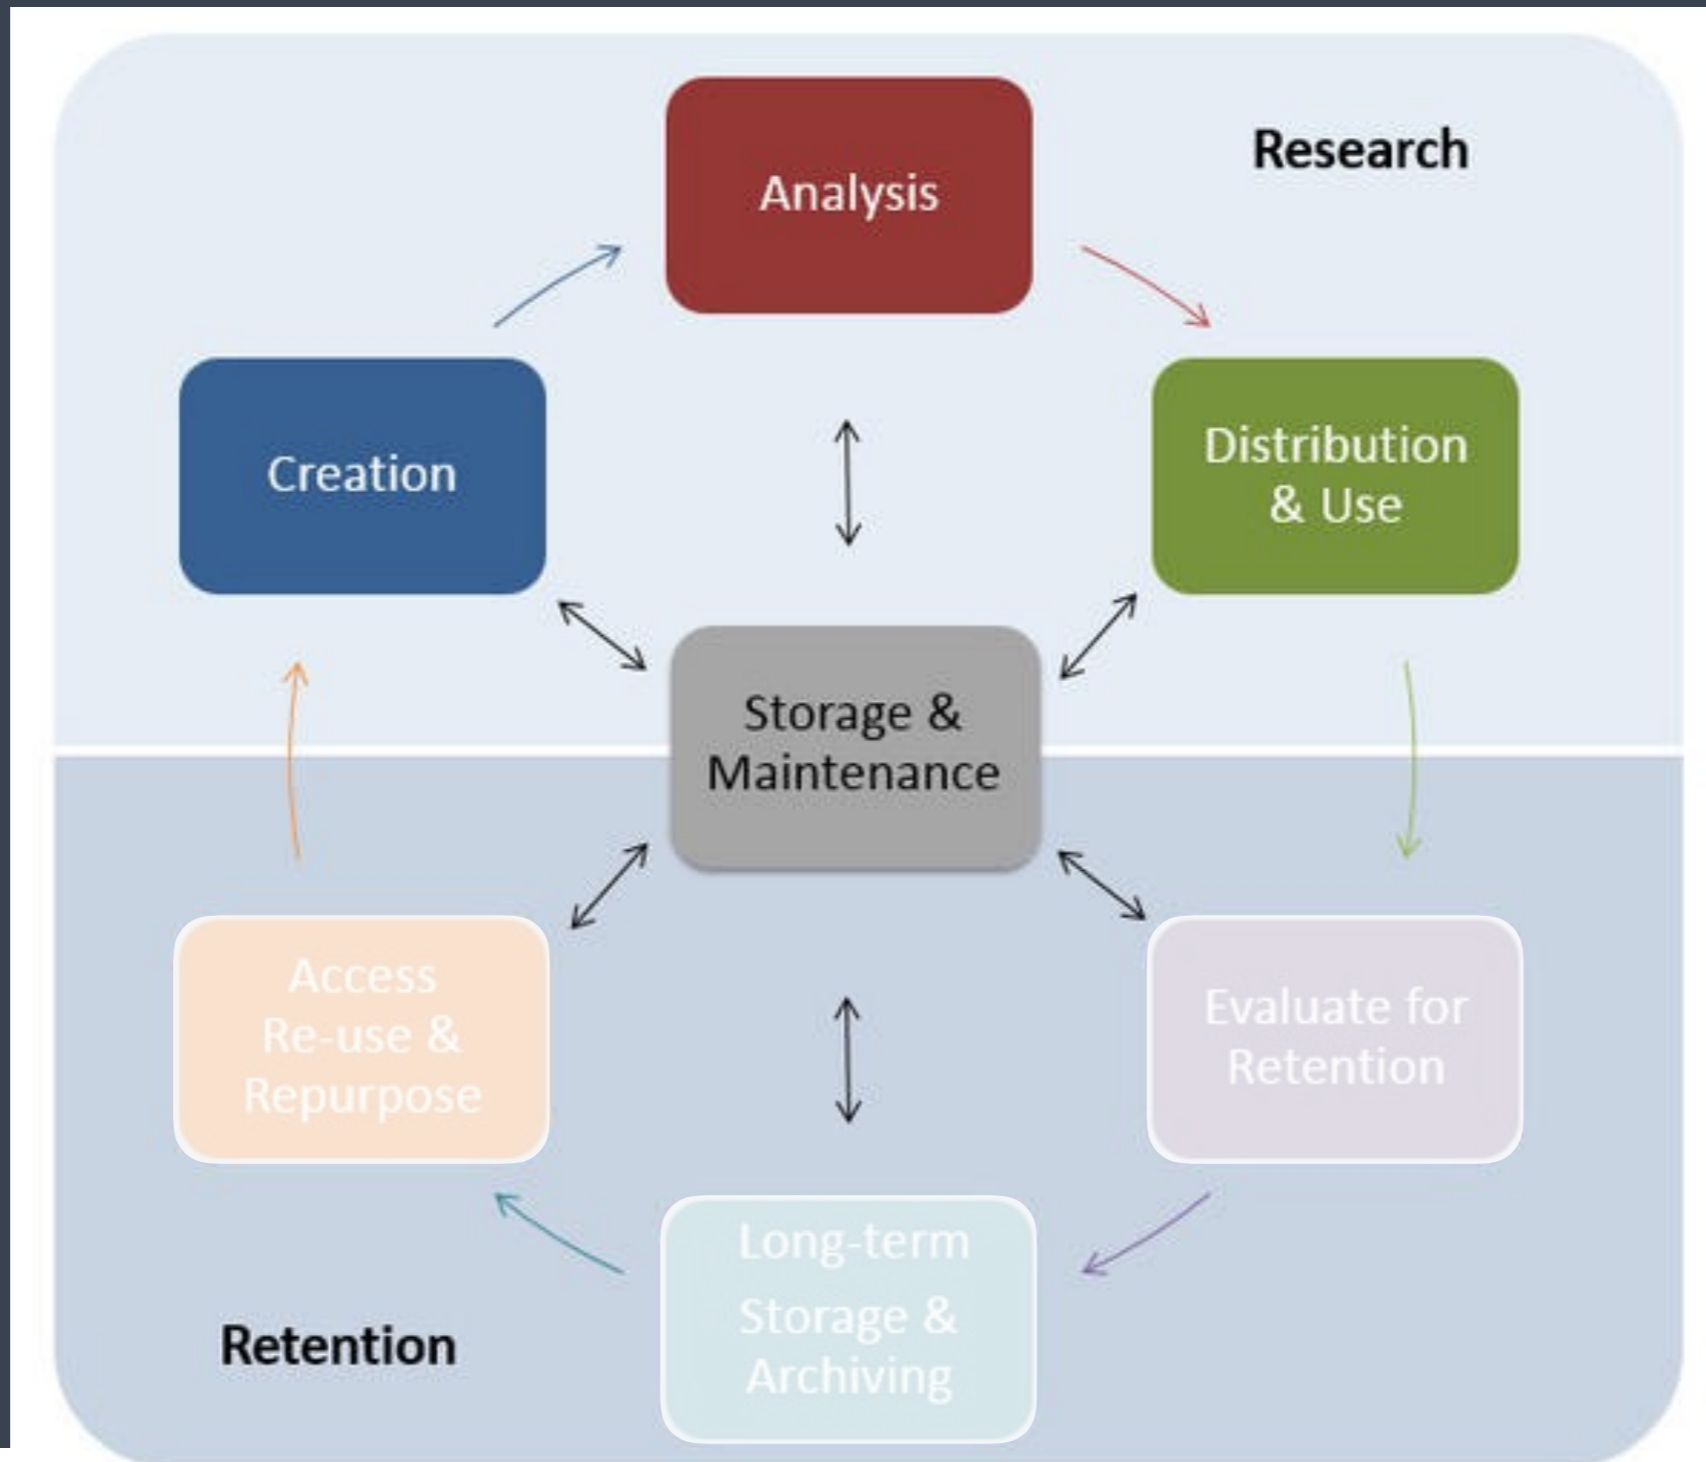 Analysis
Research
Creation
Distribution
& Use
Storage &
Maintenance
Access
Re-use &
Repurpose
Evaluate for
Retention
Long-term
Storage &
Archiving
Retention